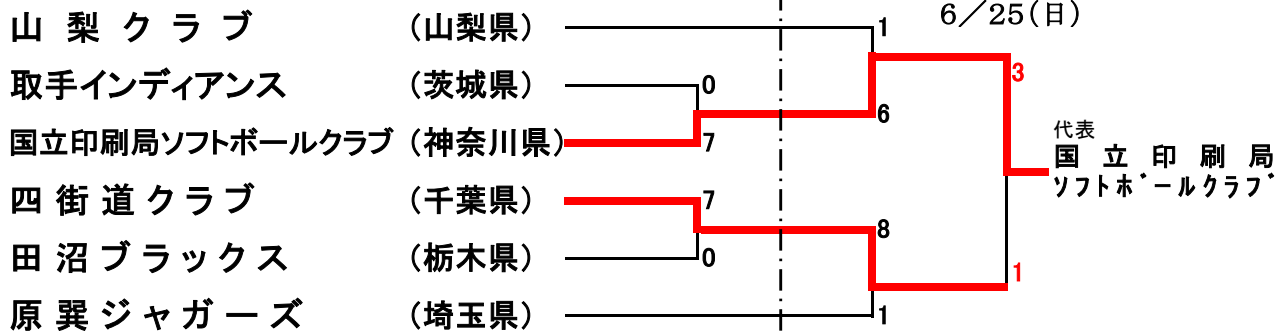 6／25(日)
山梨クラブ (山梨県) 1
取手インディアンス (茨城県) 0
国立印刷局ソフトボールクラブ (神奈川県) 7
6
3
四街道クラブ (千葉県) 7
8
田沼ブラックス (栃木県) 0
1
原巽ジャガーズ (埼玉県) 1
代表
国立印刷局
ソフトボールクラブ